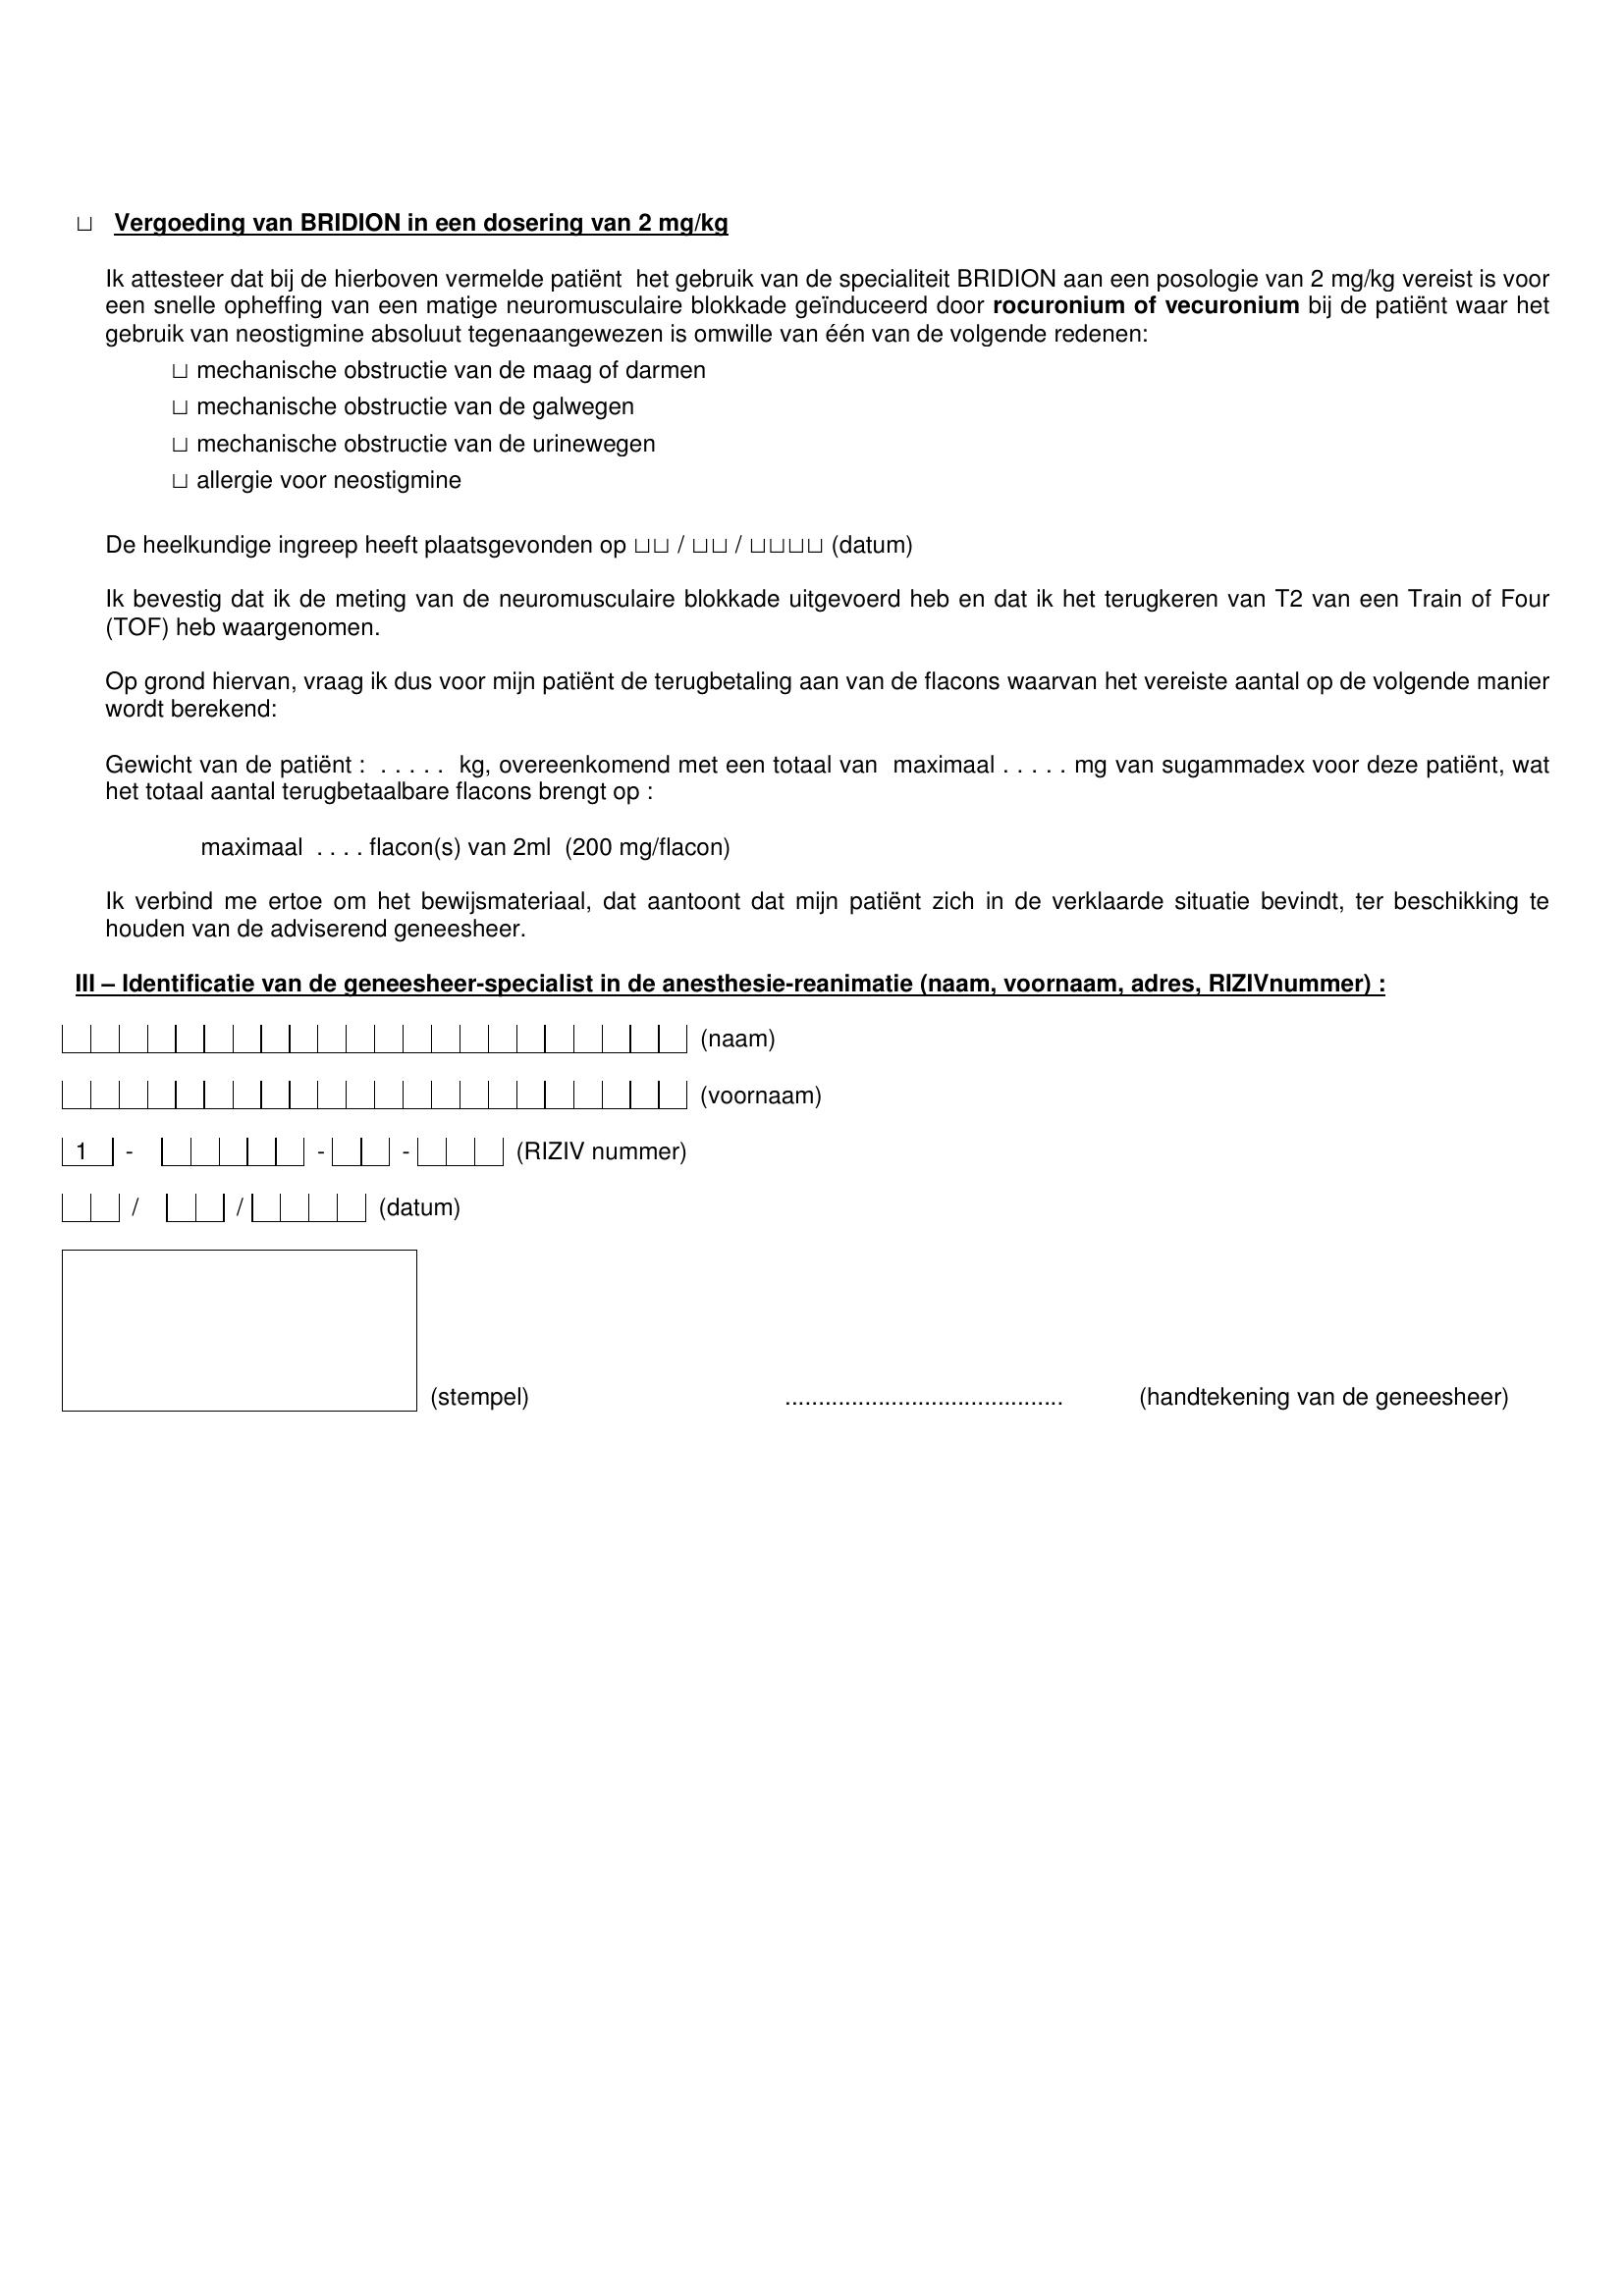 ⊔ Vergoeding van BRIDION in een dosering van 2 mg/kg
Ik attesteer dat bij de hierboven vermelde patiënt het gebruik van de specialiteit BRIDION aan een posologie van 2 mg/kg vereist is voor
een snelle opheffing van een matige neuromusculaire blokkade geïnduceerd door rocuronium of vecuronium bij de patiënt waar het
gebruik van neostigmine absoluut tegenaangewezen is omwille van één van de volgende redenen:
⊔ mechanische obstructie van de maag of darmen
⊔ mechanische obstructie van de galwegen
⊔ mechanische obstructie van de urinewegen
⊔ allergie voor neostigmine
De heelkundige ingreep heeft plaatsgevonden op ⊔⊔ / ⊔⊔ / ⊔⊔⊔⊔ (datum)
Ik bevestig dat ik de meting van de neuromusculaire blokkade uitgevoerd heb en dat ik het terugkeren van T2 van een Train of Four
(TOF) heb waargenomen.
Op grond hiervan, vraag ik dus voor mijn patiënt de terugbetaling aan van de flacons waarvan het vereiste aantal op de volgende manier
wordt berekend:
Gewicht van de patiënt : . . . . . kg, overeenkomend met een totaal van maximaal . . . . . mg van sugammadex voor deze patiënt, wat
het totaal aantal terugbetaalbare flacons brengt op :
maximaal . . . . flacon(s) van 2ml (200 mg/flacon)
Ik verbind me ertoe om het bewijsmateriaal, dat aantoont dat mijn patiënt zich in de verklaarde situatie bevindt, ter beschikking te
houden van de adviserend geneesheer.
III – Identificatie van de geneesheer-specialist in de anesthesie-reanimatie (naam, voornaam, adres, RIZIVnummer) :
(naam)
(voornaam)
1 - - - (RIZIV nummer)
/ / (datum)
(stempel) .......................................... (handtekening van de geneesheer)